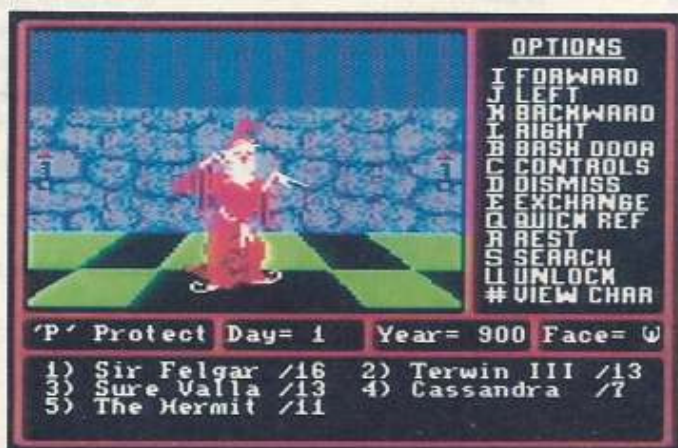 OPTIONS
I FORWARD
J LEFT
K BACKWARD
L RIGHT
B BASH DOOR
C CONTROLS
D DISMISS
E EXCHANGE
Q QUICK REF
R REST
S SEARCH
U UNLOCK
# VIEW CHAR
'P' Protect Day= 1 Year= 900 Face= W
1) Sir Felgar /16 2) Terwin III /13
3) Sure Valla /13 4) Cassandra /7
5) The Hermit /11